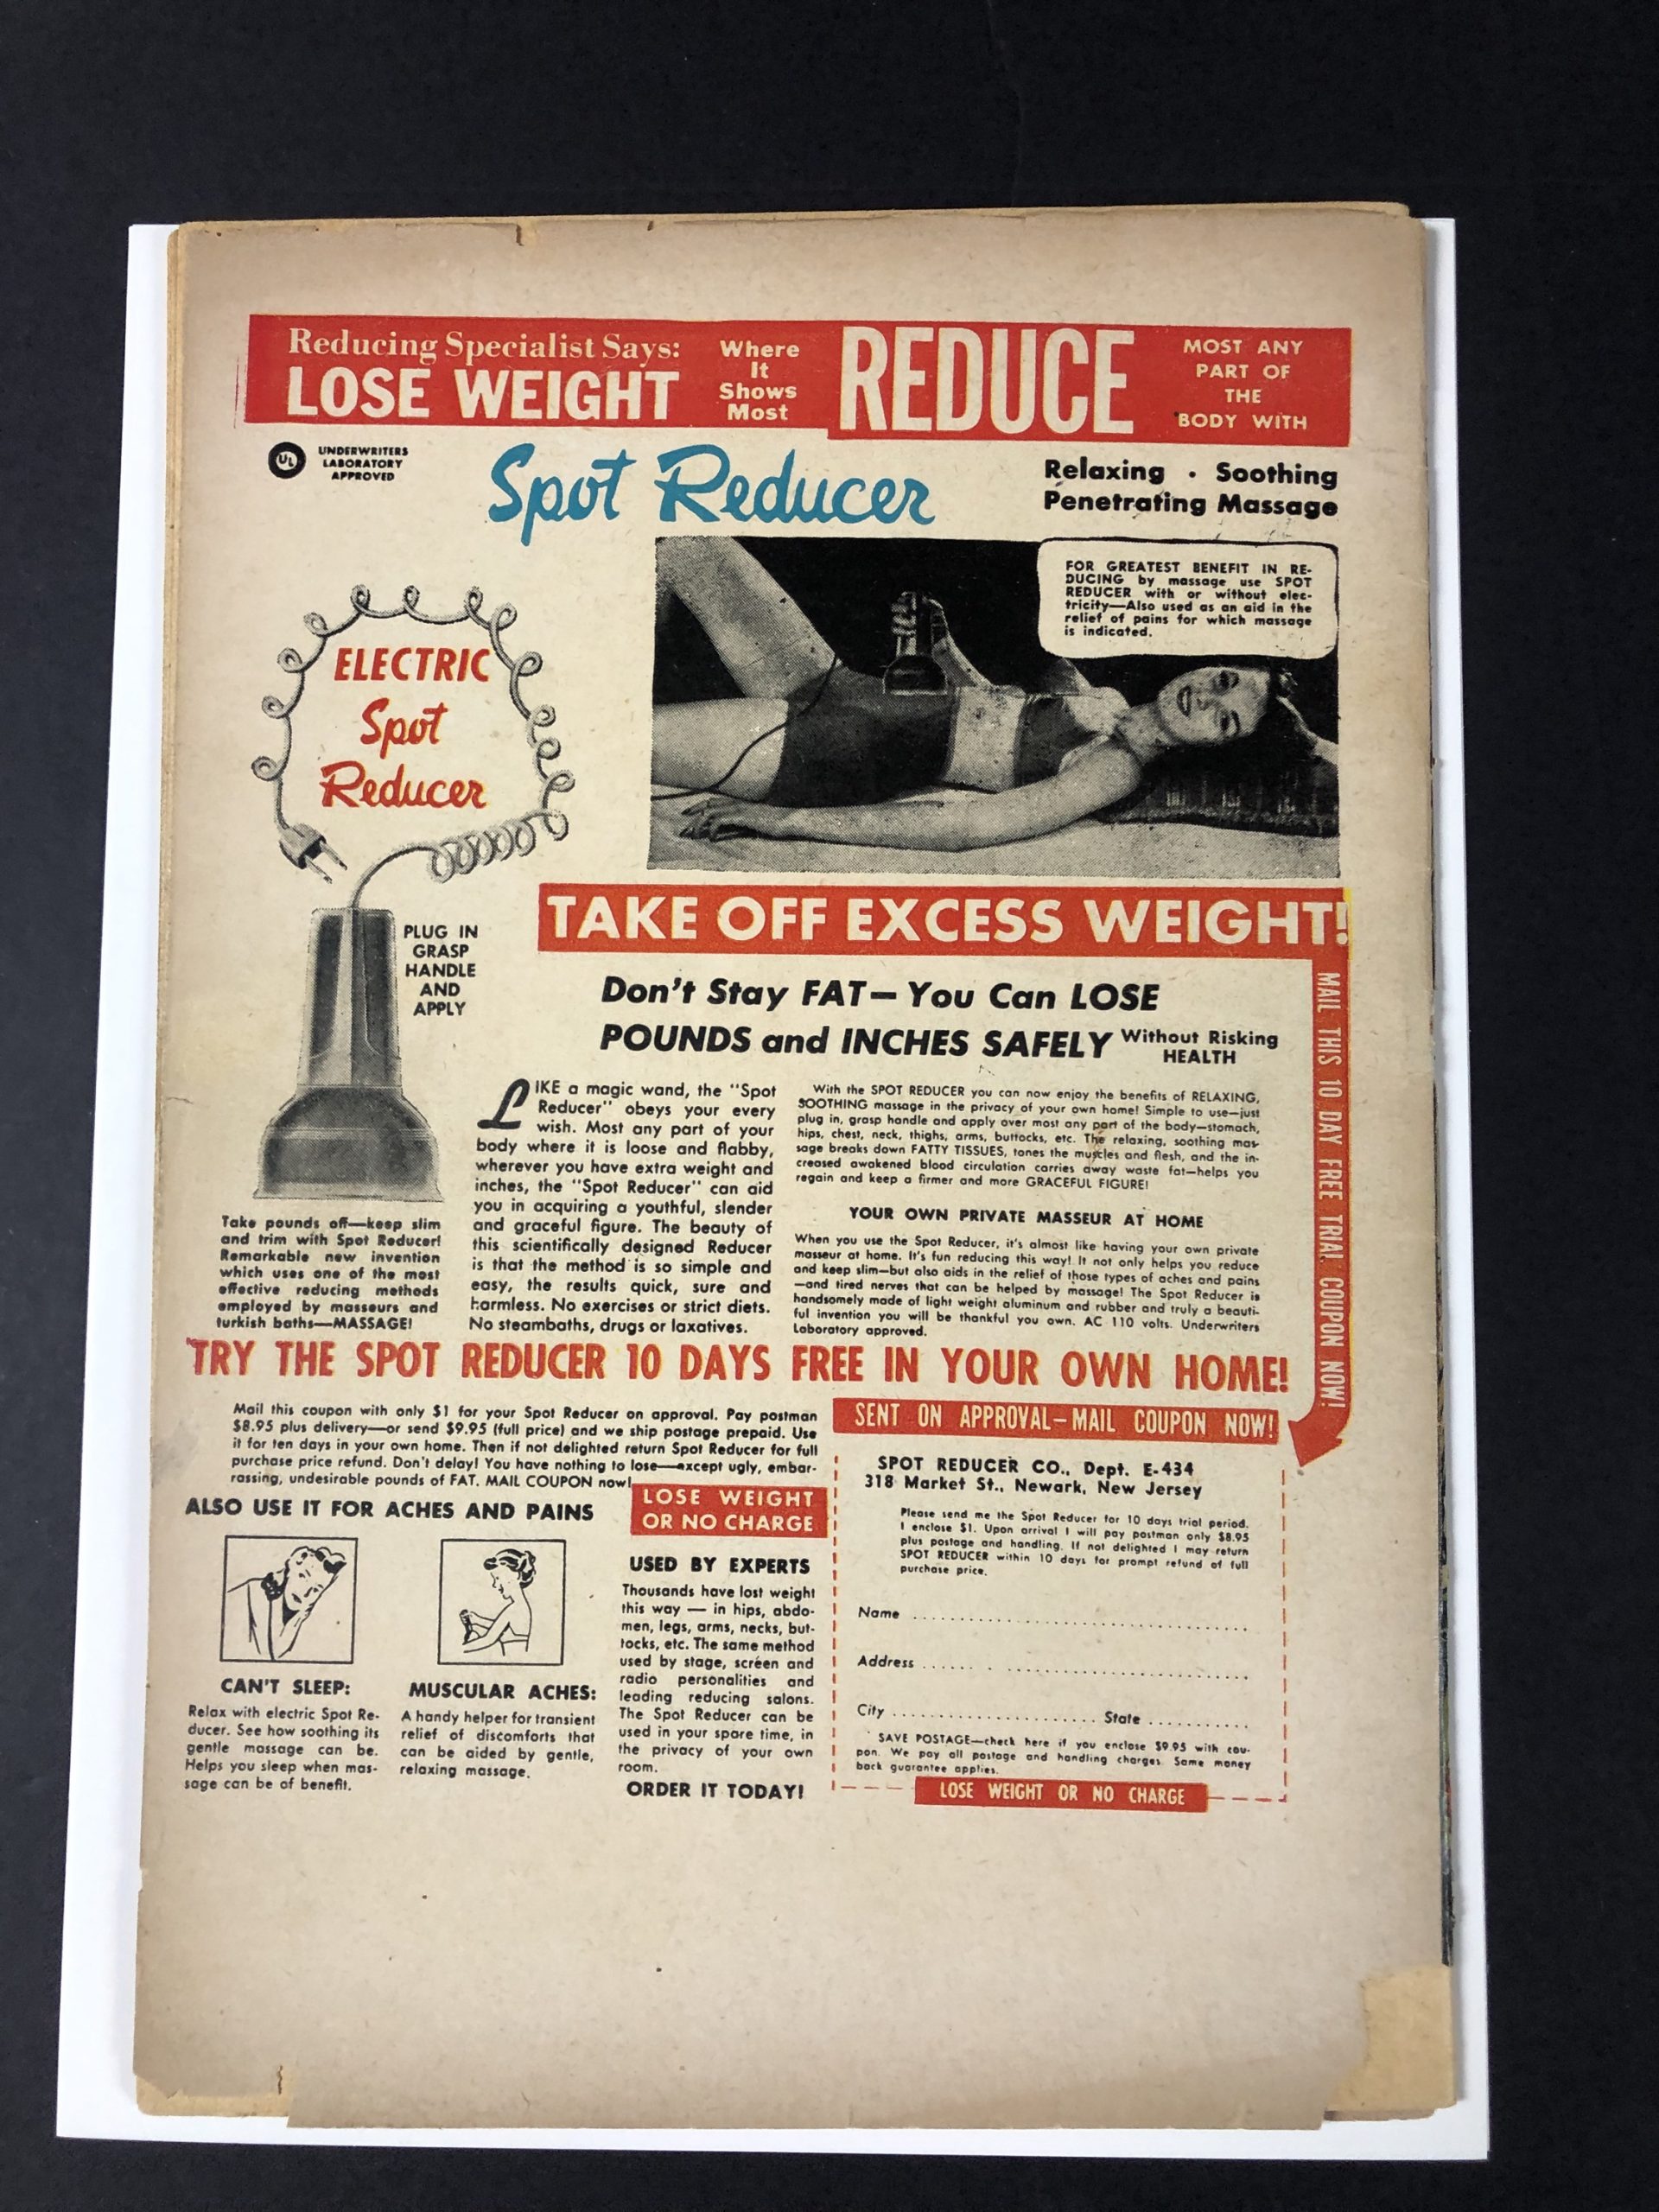 Reducing Specialist Says:
LOSE WEIGHT
Where
It
Shows
Most
REDUCE
MOST ANY
PART OF
THE
BODY WITH
UL
UNDERWRITERS
LABORATORY
APPROVED
Spot Reducer
Relaxing · Soothing
Penetrating Massage
FOR GREATEST BENEFIT IN RE-
DUCING by massage use SPOT
REDUCER with or without elec-
tricity—Also used as an aid in the
relief of pains for which massage
is indicated.
ELECTRIC
Spot
Reducer
PLUG IN
GRASP
HANDLE
AND
APPLY
Take pounds off—keep slim
and trim with Spot Reducer!
Remarkable new invention
which uses one of the most
effective reducing methods
employed by masseurs and
turkish baths—MASSAGE!
TAKE OFF EXCESS WEIGHT!
Don't Stay FAT— You Can LOSE
POUNDS and INCHES SAFELY Without Risking
HEALTH
LIKE a magic wand, the "Spot
Reducer" obeys your every
wish. Most any part of your
body where it is loose and flabby,
wherever you have extra weight and
inches, the "Spot Reducer" can aid
you in acquiring a youthful, slender
and graceful figure. The beauty of
this scientifically designed Reducer
is that the method is so simple and
easy, the results quick, sure and
harmless. No exercises or strict diets.
No steambaths, drugs or laxatives.
With the SPOT REDUCER you can now enjoy the benefits of RELAXING,
SOOTHING massage in the privacy of your own home! Simple to use—just
plug in, grasp handle and apply over most any part of the body—stomach,
hips, chest, neck, thighs, arms, buttocks, etc. The relaxing, soothing mas-
sage breaks down FATTY TISSUES, tones the muscles and flesh, and the in-
creased awakened blood circulation carries away waste fat—helps you
regain and keep a firmer and more GRACEFUL FIGURE!
YOUR OWN PRIVATE MASSEUR AT HOME
When you use the Spot Reducer, it's almost like having your own private
masseur at home. It's fun reducing this way! It not only helps you reduce
and keep slim—but also aids in the relief of those types of aches and pains
—and tired nerves that can be helped by massage! The Spot Reducer is
handsomely made of light weight aluminum and rubber and truly a beauti-
ful invention you will be thankful you own. AC 110 volts. Underwriters
Laboratory approved.
MAIL THIS 10 DAY FREE TRIAL COUPON NOW!
TRY THE SPOT REDUCER 10 DAYS FREE IN YOUR OWN HOME!
Mail this coupon with only $1 for your Spot Reducer on approval. Pay postman
$8.95 plus delivery—or send $9.95 (full price) and we ship postage prepaid. Use
it for ten days in your own home. Then if not delighted return Spot Reducer for full
purchase price refund. Don't delay! You have nothing to lose—except ugly, embar-
rassing, undesirable pounds of FAT. MAIL COUPON now!
ALSO USE IT FOR ACHES AND PAINS
CAN'T SLEEP:
Relax with electric Spot Re-
ducer. See how soothing its
gentle massage can be.
Helps you sleep when mas-
sage can be of benefit.
MUSCULAR ACHES:
A handy helper for transient
relief of discomforts that
can be aided by gentle,
relaxing massage.
LOSE WEIGHT
OR NO CHARGE
USED BY EXPERTS
Thousands have lost weight
this way — in hips, abdo-
men, legs, arms, necks, but-
tocks, etc. The same method
used by stage, screen and
radio personalities and
leading reducing salons.
The Spot Reducer can be
used in your spare time, in
the privacy of your own
room.
ORDER IT TODAY!
SENT ON APPROVAL—MAIL COUPON NOW!
SPOT REDUCER CO., Dept. E-434
318 Market St., Newark, New Jersey
Please send me the Spot Reducer for 10 days trial period.
I enclose $1. Upon arrival I will pay postman only $8.95
plus postage and handling. If not delighted I may return
SPOT REDUCER within 10 days for prompt refund of full
purchase price.
Name
Address
City State
SAVE POSTAGE—check here if you enclose $9.95 with cou-
pon. We pay all postage and handling charges. Same money
back guarantee applies.
LOSE WEIGHT OR NO CHARGE